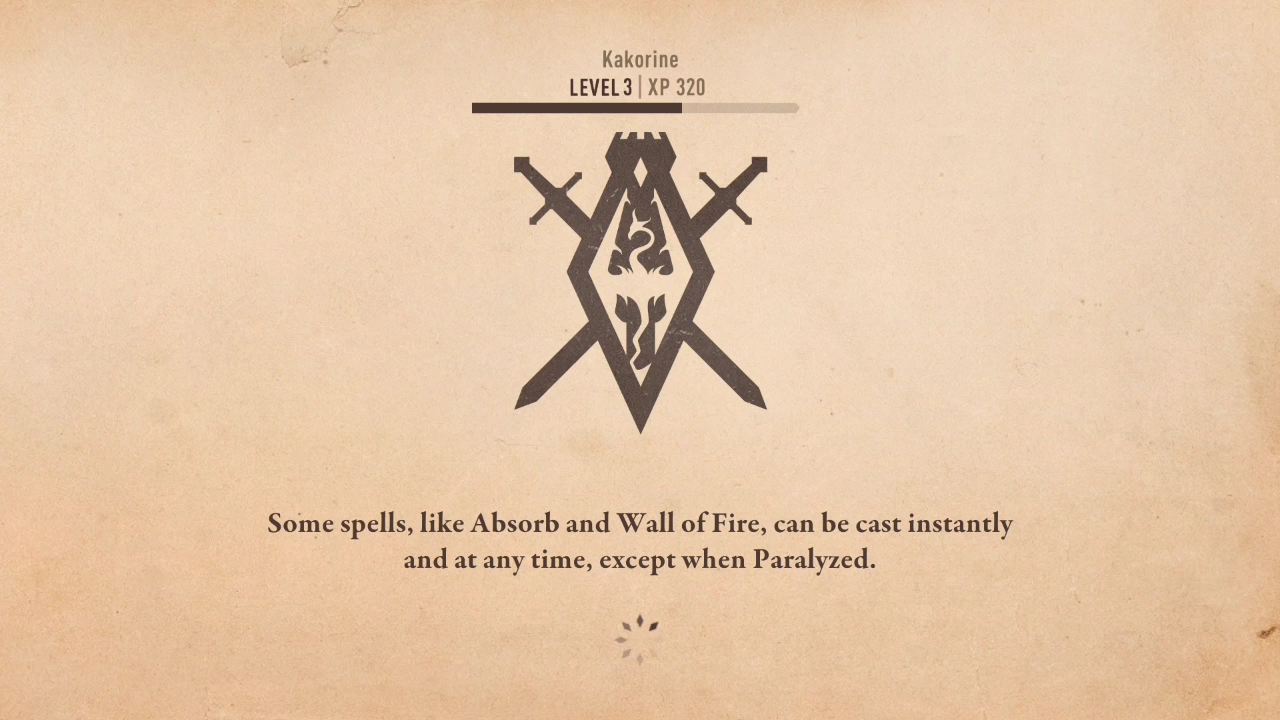 Kakorine
LEVEL 3 | XP 320
Some spells, like Absorb and Wall of Fire, can be cast instantly
and at any time, except when Paralyzed.